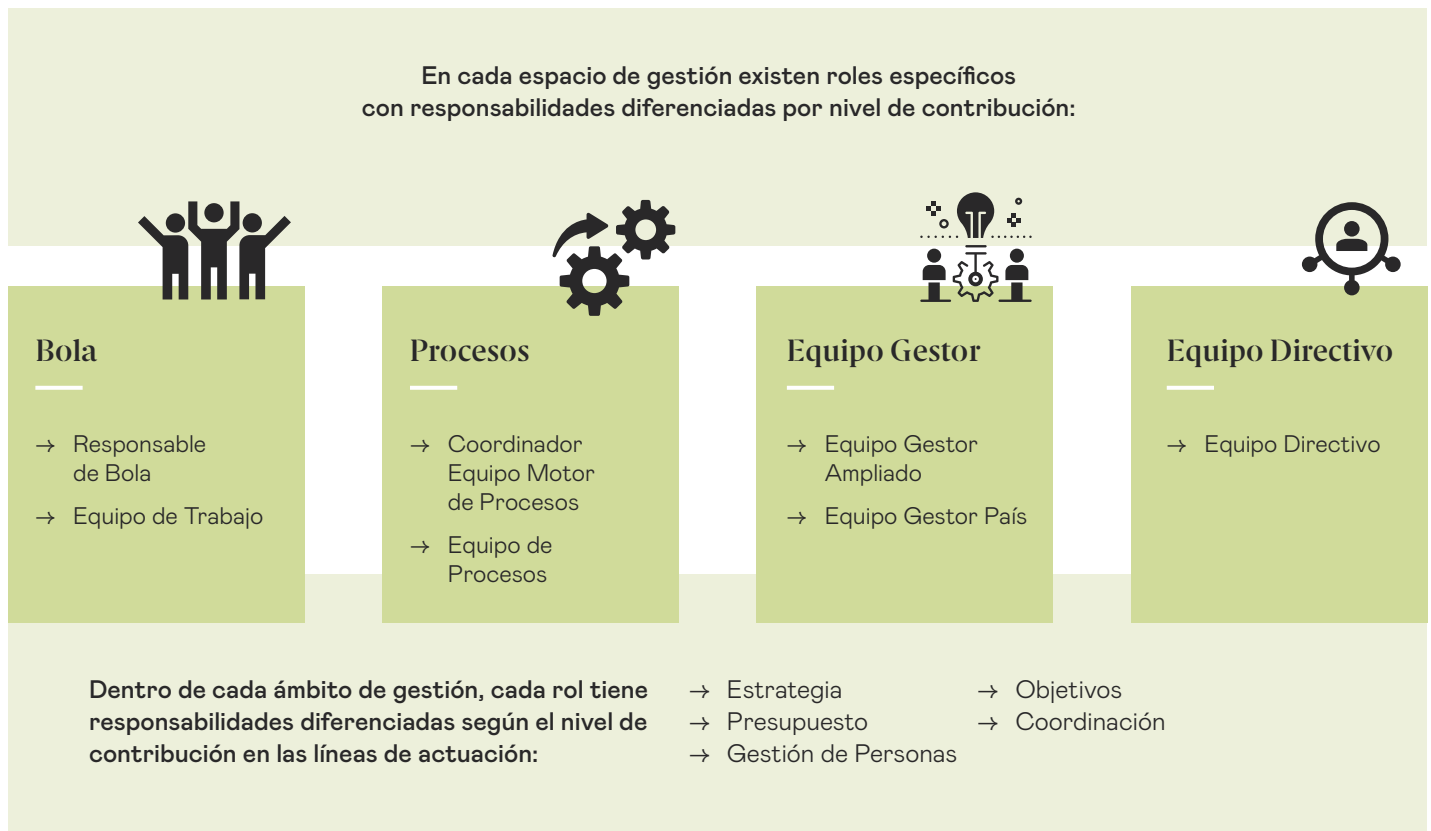 En cada espacio de gestión existen roles específicos
con responsabilidades diferenciadas por nivel de contribución:
Bola
→ Responsable
de Bola
→ Equipo de Trabajo
Procesos
→ Coordinador
Equipo Motor
de Procesos
→ Equipo de
Procesos
Equipo Gestor
→ Equipo Gestor
Ampliado
→ Equipo Gestor País
Equipo Directivo
→ Equipo Directivo
Dentro de cada ámbito de gestión, cada rol tiene
responsabilidades diferenciadas según el nivel de
contribución en las líneas de actuación:
→ Estrategia
→ Presupuesto
→ Gestión de Personas
→ Objetivos
→ Coordinación